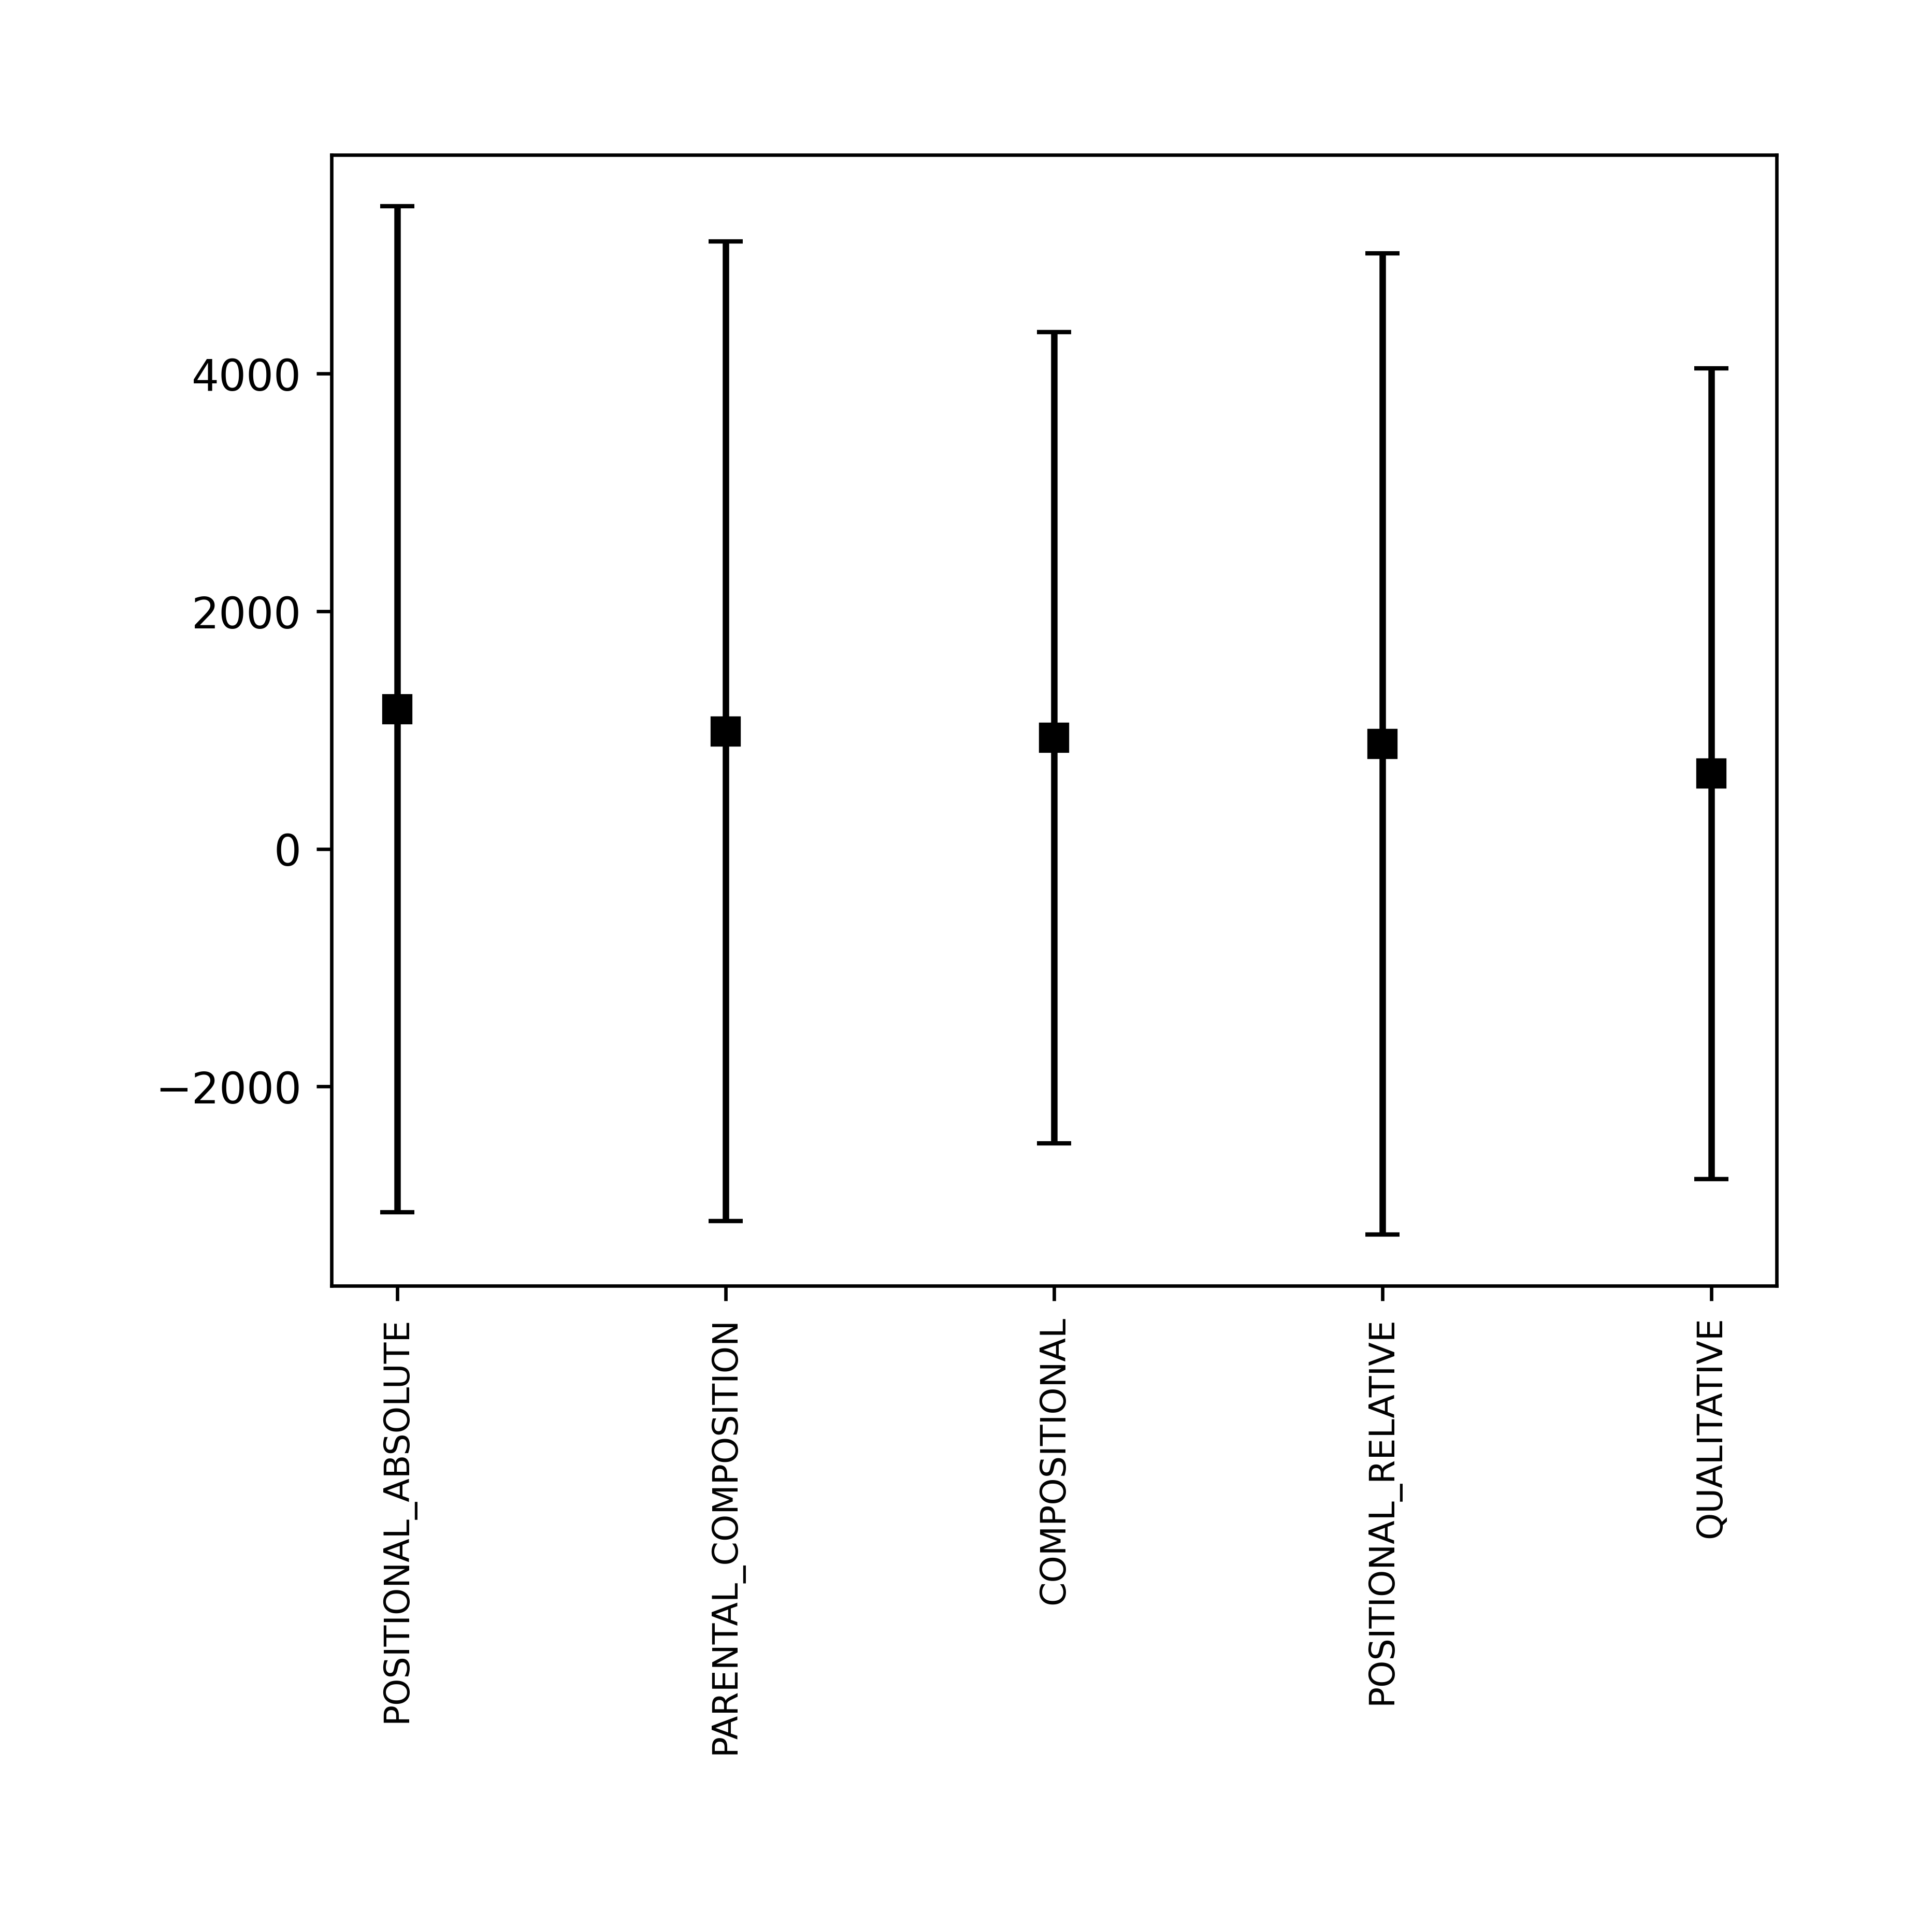 4000
2000
0
−2000
POSITIONAL_ABSOLUTE
PARENTAL_COMPOSITION
COMPOSITIONAL
POSITIONAL_RELATIVE
QUALITATIVE